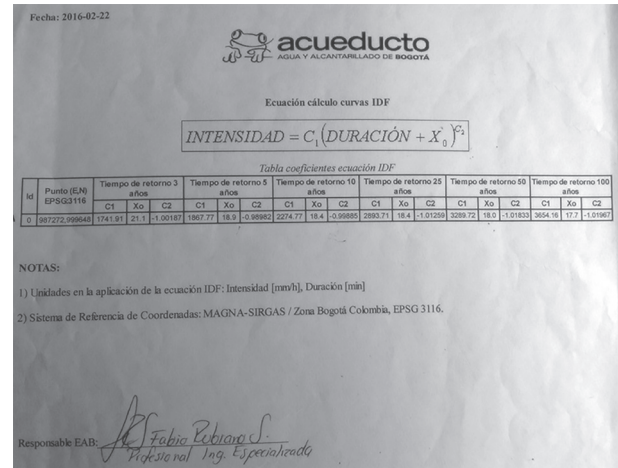 Fecha: 2016-02-22
acueducto
AGUA Y ALCANTARILLADO DE BOGOTÁ
Ecuación cálculo curvas IDF
INTENSIDAD = C₁(DURACIÓN + X₀)^C₂
Tabla coeficientes ecuación IDF
Id Punto (E,N) EPSG:3116 Tiempo de retorno 3 años Tiempo de retorno 5 años Tiempo de retorno 10 años Tiempo de retorno 25 años Tiempo de retorno 50 años Tiempo de retorno 100 años
C1 Xo C2 C1 Xo C2 C1 Xo C2 C1 Xo C2 C1 Xo C2 C1 Xo C2
0 987272,999648 1741.91 21.1 -1.00187 1867.77 18.9 -0.98982 2274.77 18.4 -0.99885 2893.71 18.4 -1.01259 3289.72 18.0 -1.01833 3654.16 17.7 -1.01967
NOTAS:
1) Unidades en la aplicación de la ecuación IDF: Intensidad [mm/h], Duración [min]
2) Sistema de Referencia de Coordenadas: MAGNA-SIRGAS / Zona Bogotá Colombia, EPSG 3116.
Responsable EAB: Fabio Rubiano S.
Profesional Ing. Especializado